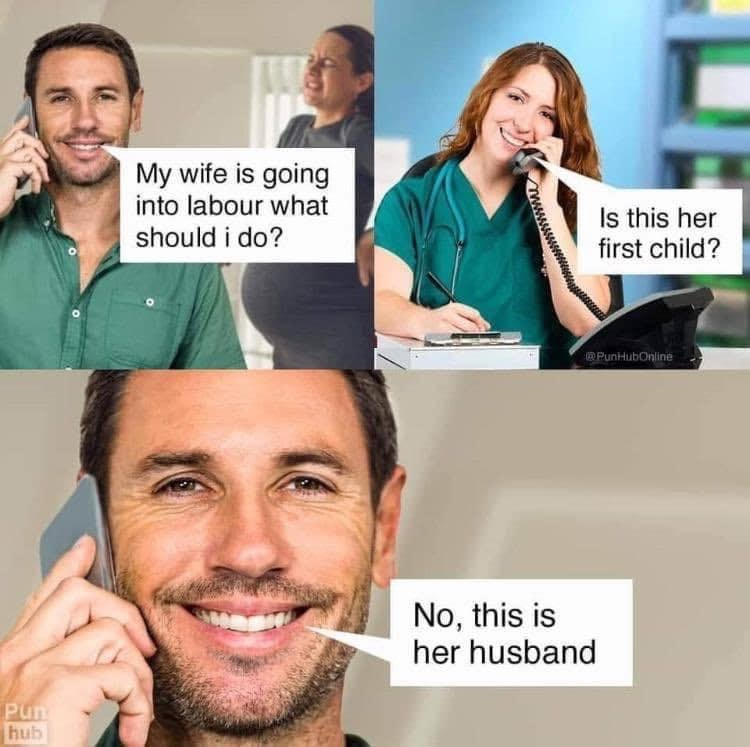 My wife is going
into labour what
should i do?
Is this her
first child?
@PunHubOnline
No, this is
her husband
Pun
hub